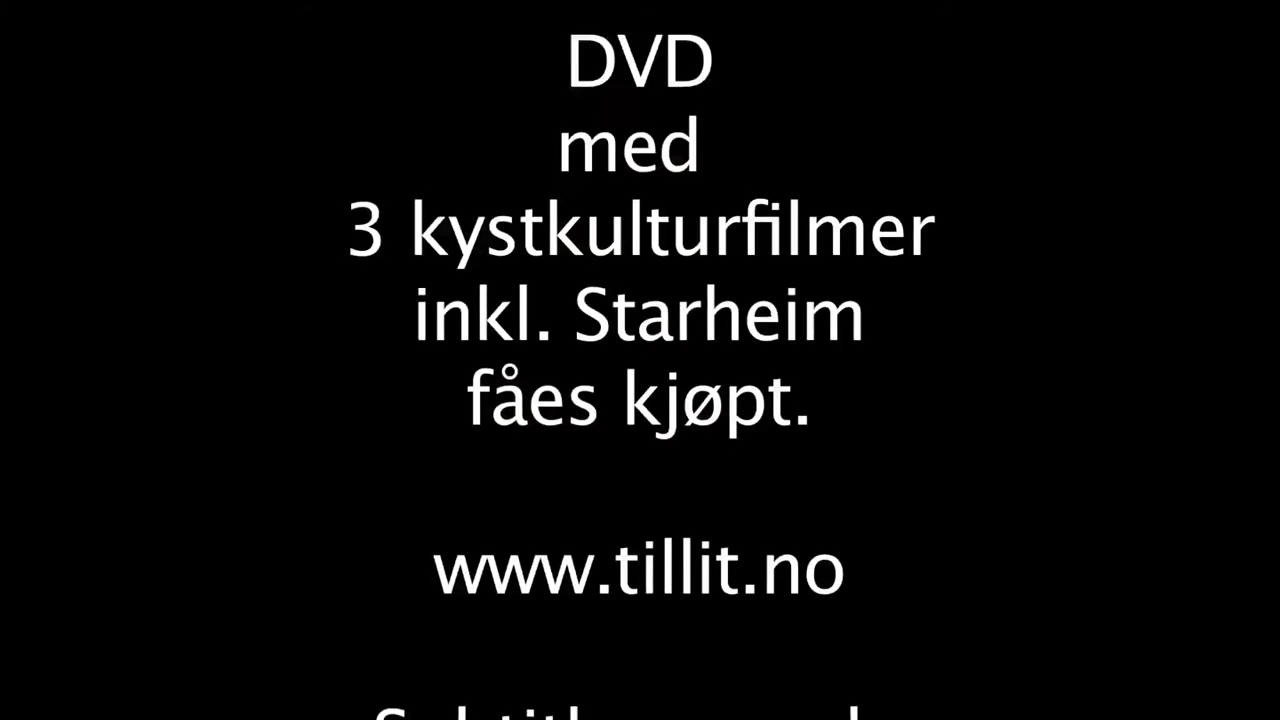 DVD
med
3 kystkulturfilmer
inkl. Starheim
fåes kjøpt.
www.tillit.no